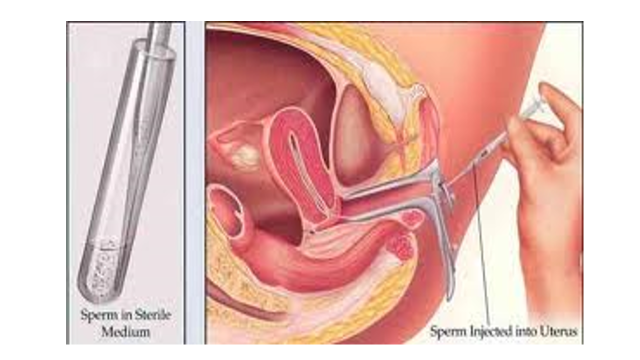 Sperm in Sterile
Medium
Sperm Injected into Uterus